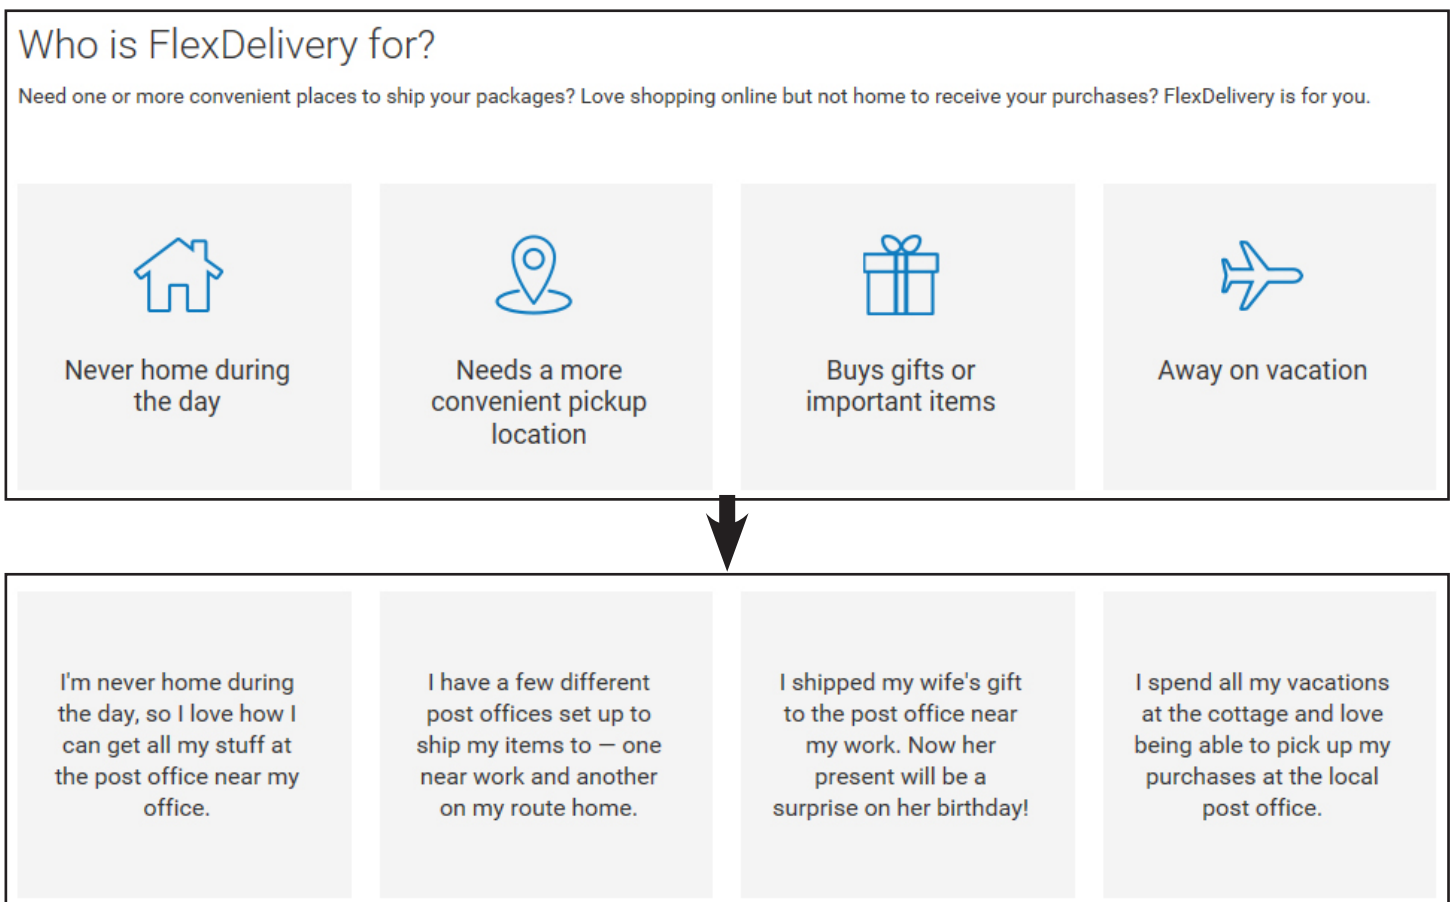 Who is FlexDelivery for?
Need one or more convenient places to ship your packages? Love shopping online but not home to receive your purchases? FlexDelivery is for you.
Never home during
the day
Needs a more
convenient pickup
location
Buys gifts or
important items
Away on vacation
I'm never home during
the day, so I love how I
can get all my stuff at
the post office near my
office.
I have a few different
post offices set up to
ship my items to — one
near work and another
on my route home.
I shipped my wife's gift
to the post office near
my work. Now her
present will be a
surprise on her birthday!
I spend all my vacations
at the cottage and love
being able to pick up my
purchases at the local
post office.